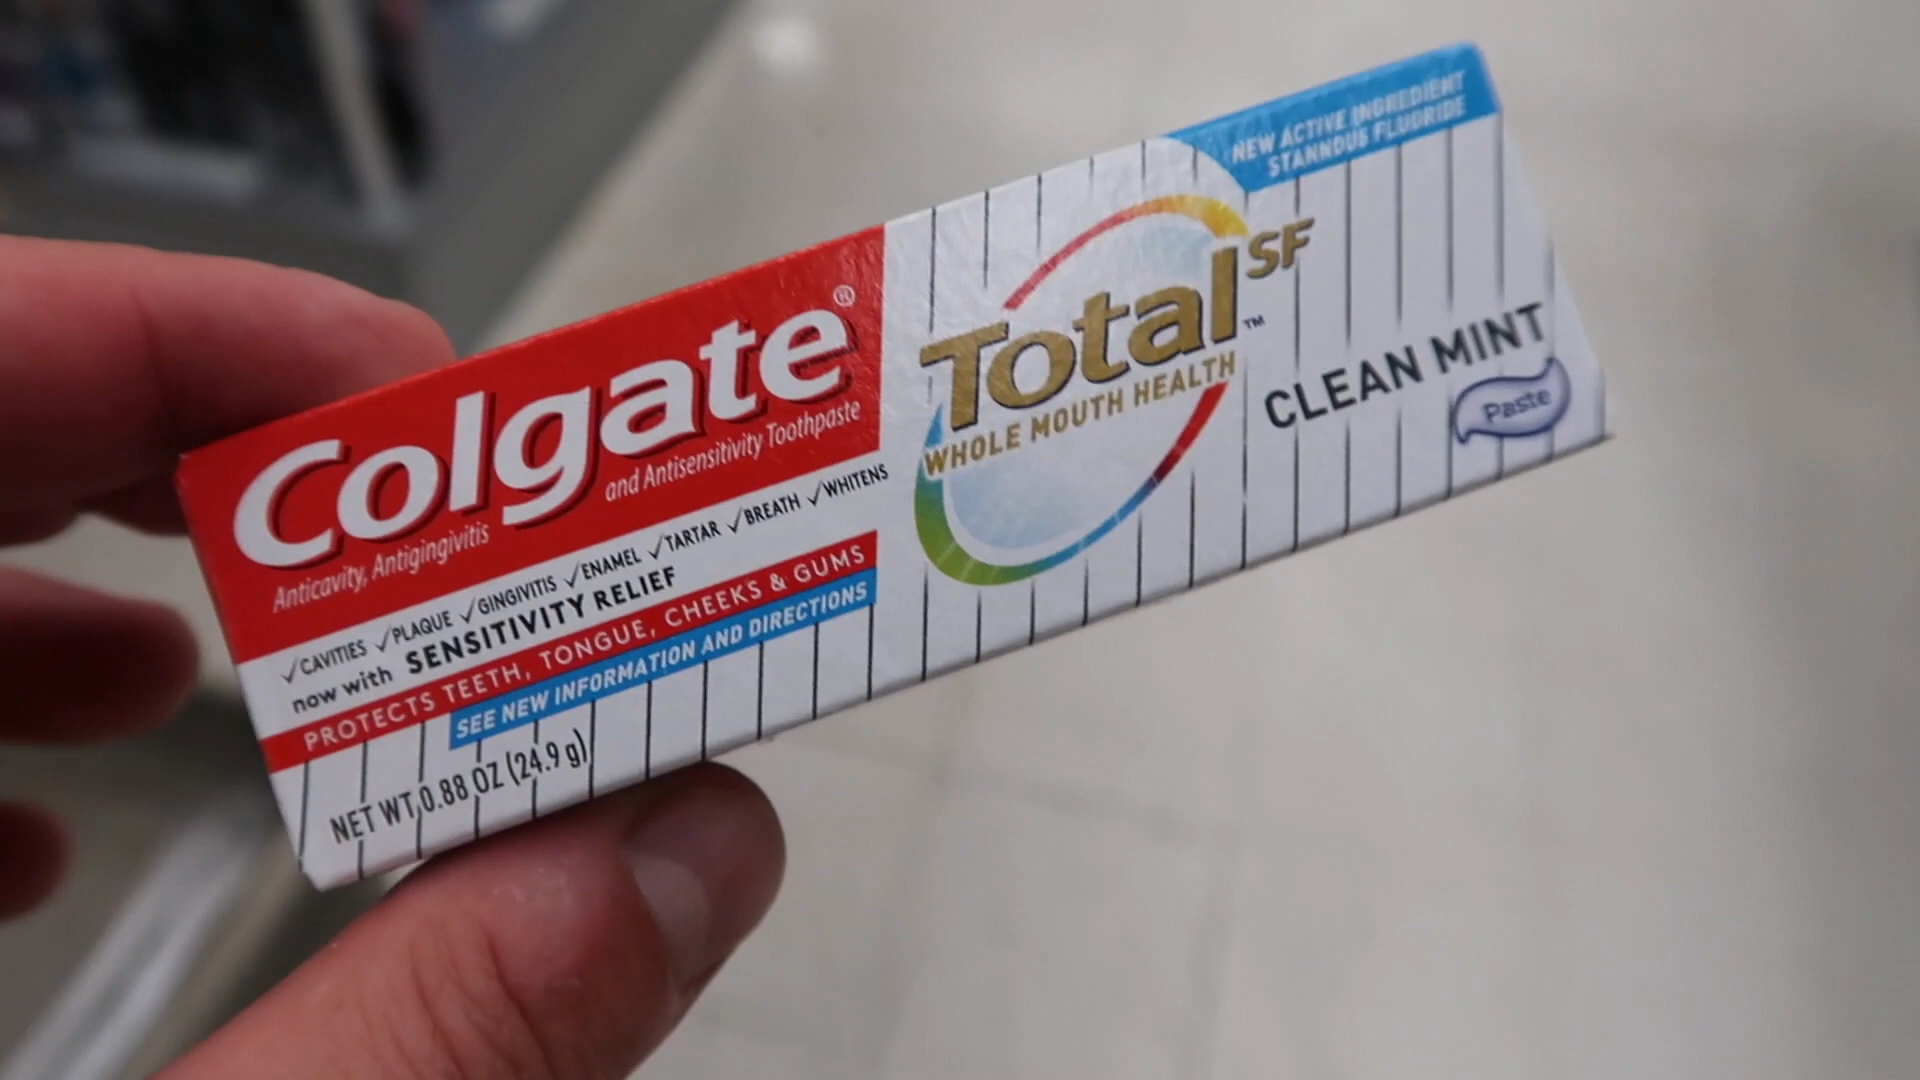 Colgate®
Anticavity, Antigingivitis and Antisensitivity Toothpaste
✓CAVITIES ✓PLAQUE ✓GINGIVITIS ✓ENAMEL ✓TARTAR ✓BREATH ✓WHITENS
now with SENSITIVITY RELIEF
PROTECTS TEETH, TONGUE, CHEEKS & GUMS
SEE NEW INFORMATION AND DIRECTIONS
NET WT 0.88 OZ (24.9 g)
NEW ACTIVE INGREDIENT
STANNOUS FLUORIDE
Total SF™
WHOLE MOUTH HEALTH
CLEAN MINT
Paste